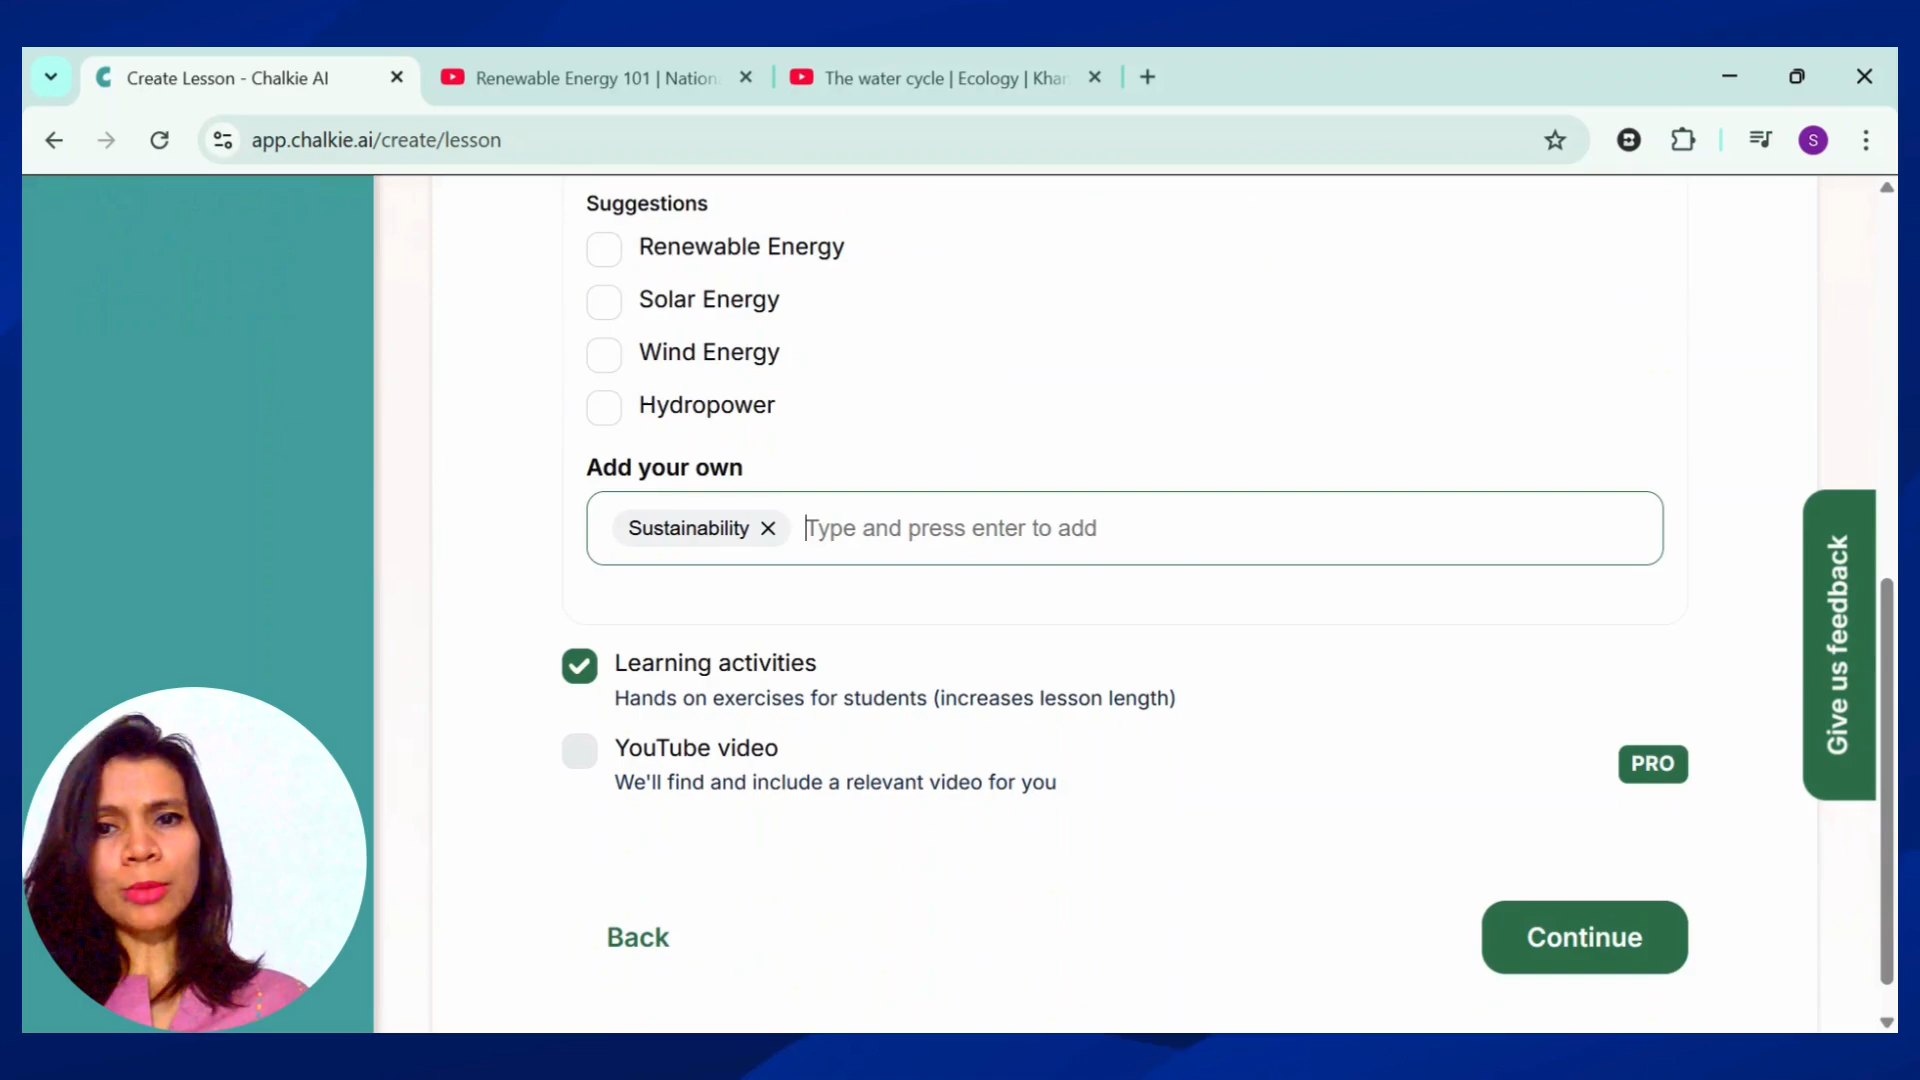 Create Lesson - Chalkie AI
Renewable Energy 101 | Nation
The water cycle | Ecology | Khan
app.chalkie.ai/create/lesson
S
Suggestions
Renewable Energy
Solar Energy
Wind Energy
Hydropower
Add your own
Sustainability
Type and press enter to add
Learning activities
Hands on exercises for students (increases lesson length)
YouTube video
We'll find and include a relevant video for you
PRO
Back
Continue
Give us feedback